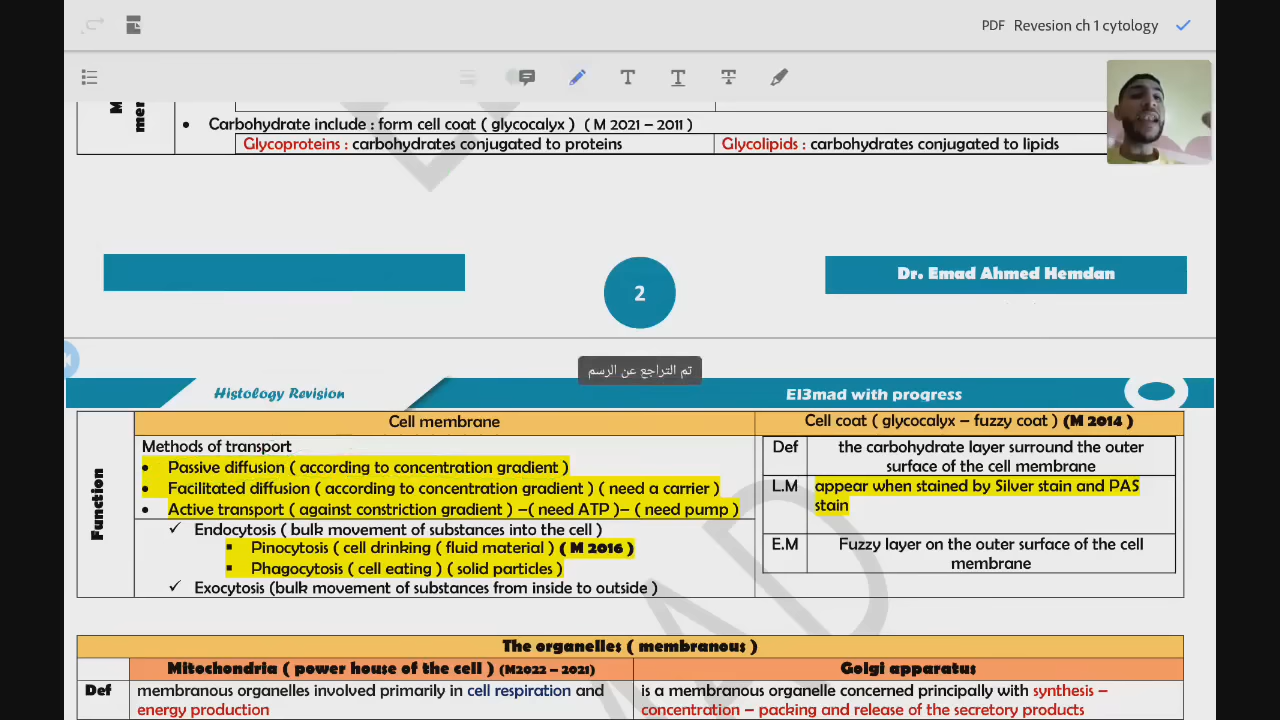 PDF Revesion ch 1 cytology
Carbohydrate include : form cell coat ( glycocalyx ) ( M 2021 – 2011 )
Glycoproteins : carbohydrates conjugated to proteins
Glycolipids : carbohydrates conjugated to lipids
2
Dr. Emad Ahmed Hemdan
تم التراجع عن الرسم
Histology Revision
El3mad with progress
Function
Cell membrane
Methods of transport
• Passive diffusion ( according to concentration gradient )
• Facilitated diffusion ( according to concentration gradient ) ( need a carrier )
• Active transport ( against constriction gradient ) –( need ATP )– ( need pump )
✓ Endocytosis ( bulk movement of substances into the cell )
▪ Pinocytosis ( cell drinking ( fluid material ) ( M 2016 )
▪ Phagocytosis ( cell eating ) ( solid particles )
✓ Exocytosis (bulk movement of substances from inside to outside )
Cell coat ( glycocalyx – fuzzy coat ) (M 2014 )
Def the carbohydrate layer surround the outer
surface of the cell membrane
L.M appear when stained by Silver stain and PAS
stain
E.M Fuzzy layer on the outer surface of the cell
membrane
The organelles ( membranous )
Mitochondria ( power house of the cell ) (M2022 – 2021)
Golgi apparatus
Def
membranous organelles involved primarily in cell respiration and
energy production
is a membranous organelle concerned principally with synthesis –
concentration – packing and release of the secretory products